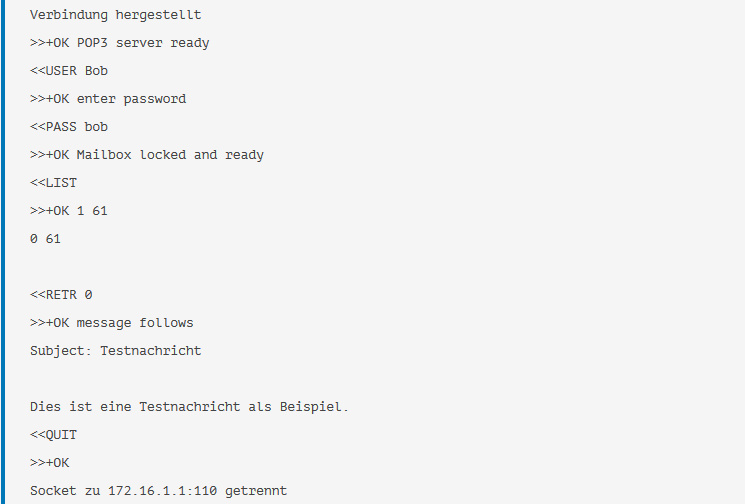 Verbindung hergestellt
>>+OK POP3 server ready
<<USER Bob
>>+OK enter password
<<PASS bob
>>+OK Mailbox locked and ready
<<LIST
>>+OK 1 61
0 61
<<RETR 0
>>+OK message follows
Subject: Testnachricht
Dies ist eine Testnachricht als Beispiel.
<<QUIT
>>+OK
Socket zu 172.16.1.1:110 getrennt